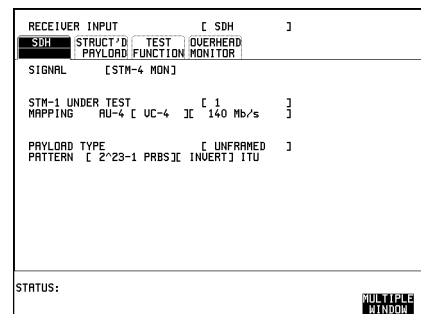 RECEIVER INPUT [ SDH ]
SDH STRUCT'D TEST OVERHEAD
PAYLOAD FUNCTION MONITOR
SIGNAL [STM-4 MON]
STM-1 UNDER TEST [ 1 ]
MAPPING AU-4 [ VC-4 ][ 140 Mb/s ]
PAYLOAD TYPE [ UNFRAMED ]
PATTERN [ 2^23-1 PRBS][ INVERT] ITU
STATUS:
MULTIPLE
WINDOW